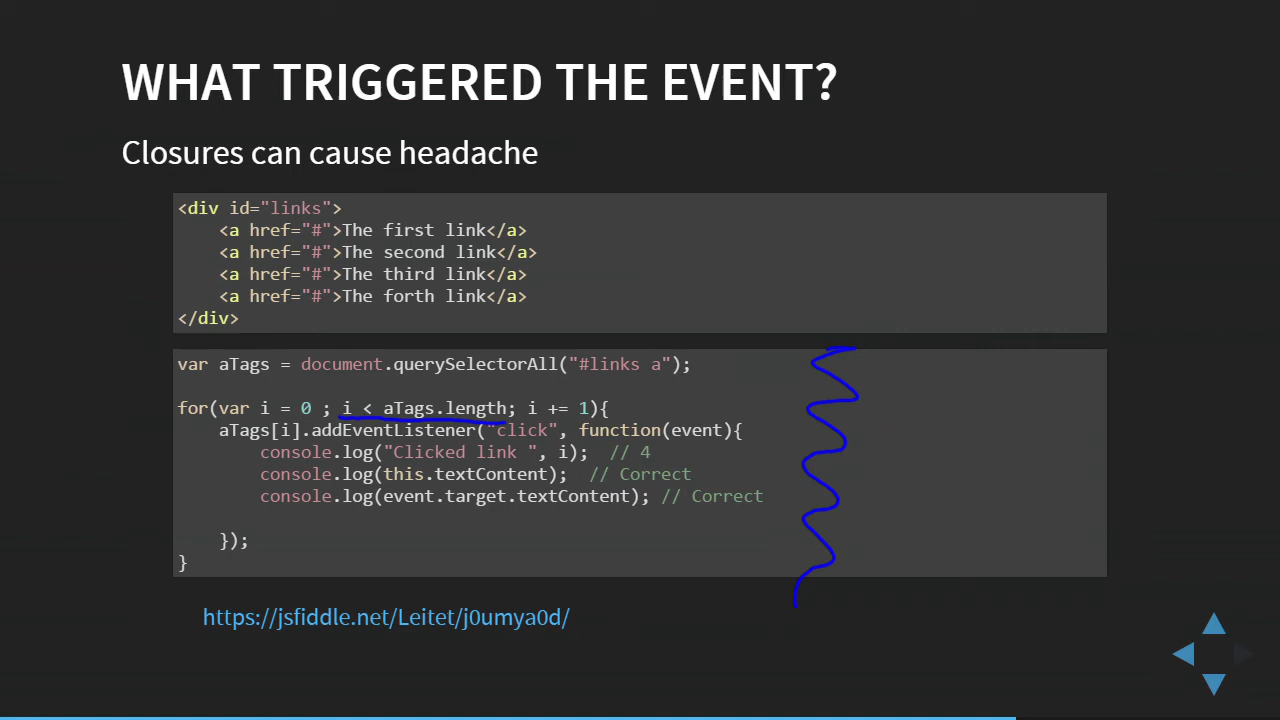 WHAT TRIGGERED THE EVENT?
Closures can cause headache
<div id="links">
    <a href="#">The first link</a>
    <a href="#">The second link</a>
    <a href="#">The third link</a>
    <a href="#">The forth link</a>
</div>
var aTags = document.querySelectorAll("#links a");
for(var i = 0 ; i < aTags.length; i += 1){
    aTags[i].addEventListener("click", function(event){
        console.log("Clicked link ", i);  // 4
        console.log(this.textContent);  // Correct
        console.log(event.target.textContent); // Correct
    });
}
https://jsfiddle.net/Leitet/j0umya0d/